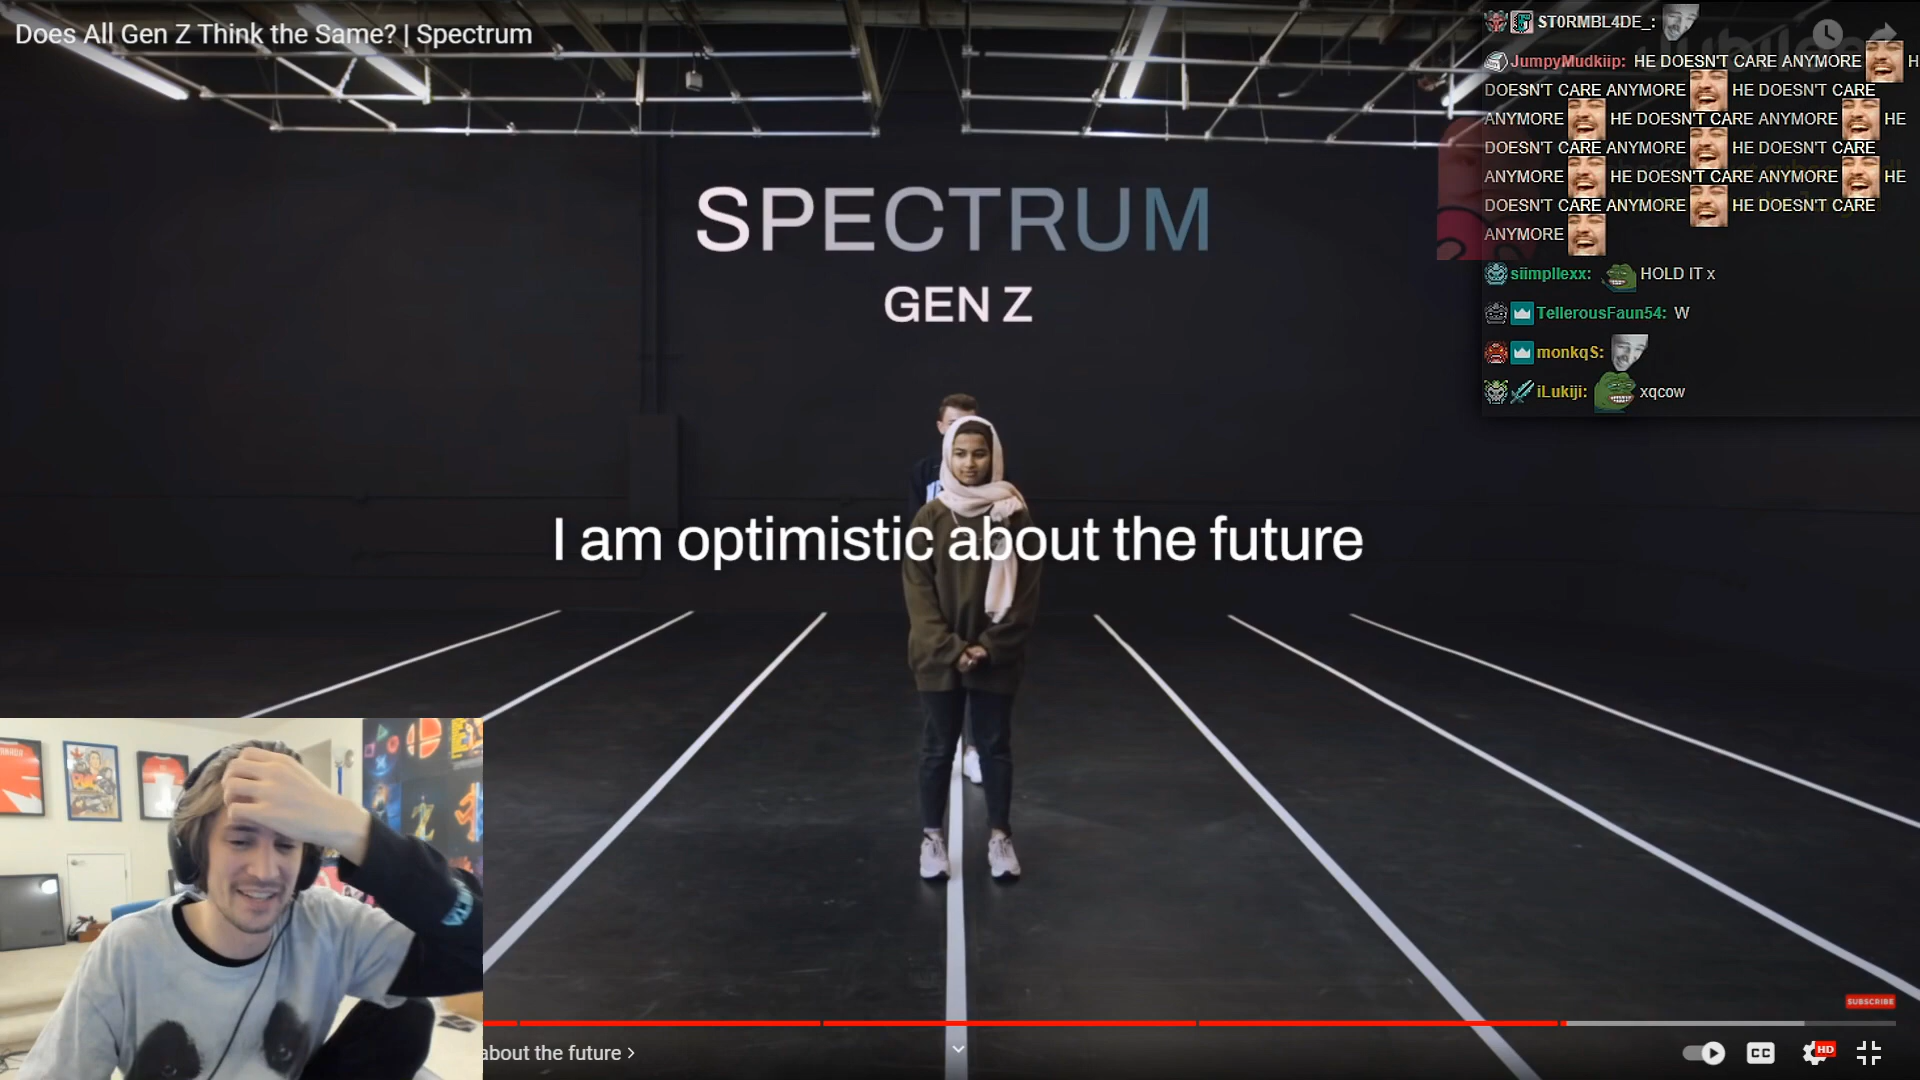 Does All Gen Z Think the Same? | Spectrum
ST0RMBL4DE_:
JumpyMudkiip: HE DOESN'T CARE ANYMORE H
DOESN'T CARE ANYMORE HE DOESN'T CARE
ANYMORE HE DOESN'T CARE ANYMORE HE
DOESN'T CARE ANYMORE HE DOESN'T CARE
ANYMORE HE DOESN'T CARE ANYMORE HE
DOESN'T CARE ANYMORE HE DOESN'T CARE
ANYMORE
siimpllexx: HOLD IT x
TellerousFaun54: W
monkqS:
iLukiji: xqcow
SPECTRUM
GEN Z
I am optimistic about the future
SUBSCRIBE
about the future >
CC
HD